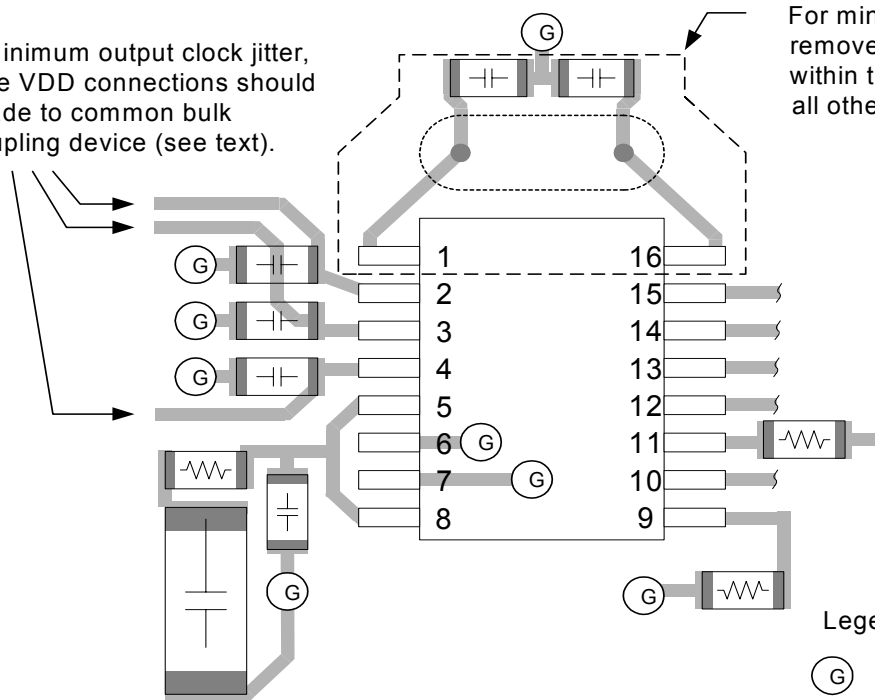 inimum output clock jitter,
e VDD connections should
de to common bulk
upling device (see text).
For min
remove
within t
all othe
G
G
G
G
1
2
3
4
5
6
7
8
16
15
14
13
12
11
10
9
G
G
G
G
Lege
G